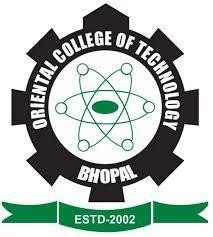 ORIENTAL COLLEGE OF TECHNOLOGY
BHOPAL
ESTD-2002